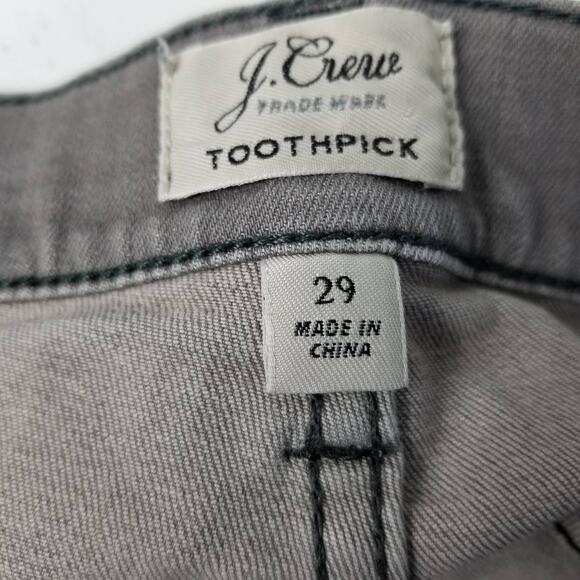 J.Crew
TRADE MARK
TOOTHPICK
29
MADE IN
CHINA